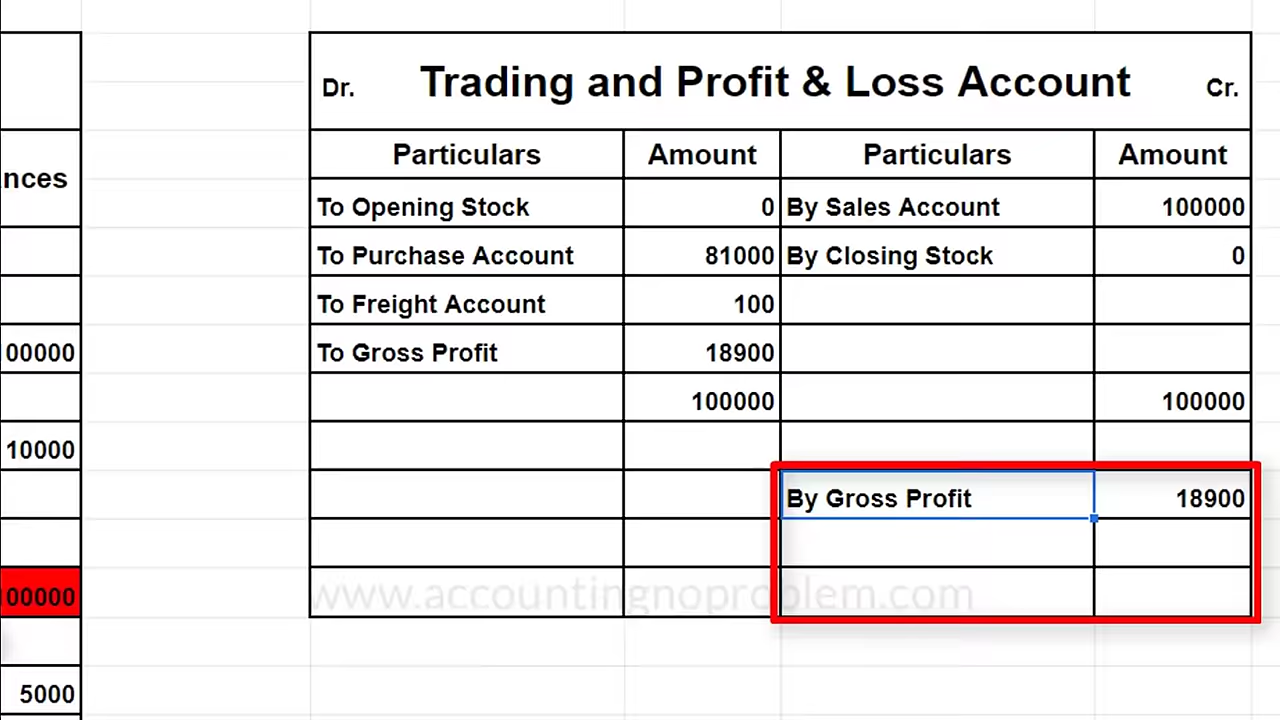 Dr. Trading and Profit & Loss Account Cr.
Particulars Amount Particulars Amount
nces
To Opening Stock 0 By Sales Account 100000
To Purchase Account 81000 By Closing Stock 0
To Freight Account 100
00000 To Gross Profit 18900
100000 100000
10000
By Gross Profit 18900
00000 www.accountingnoproblem.com
5000